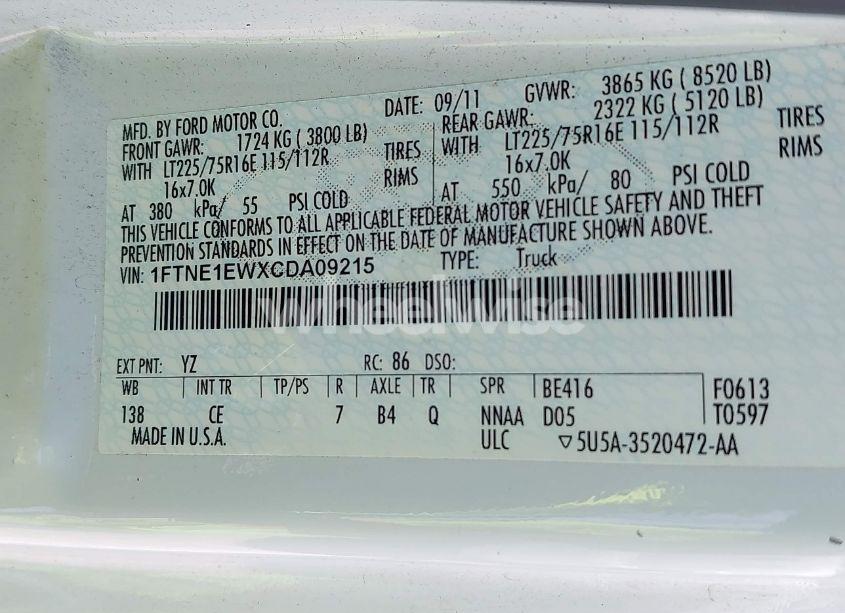 MFD. BY FORD MOTOR CO. DATE: 09/11 GVWR: 3865 KG ( 8520 LB)
FRONT GAWR: 1724 KG ( 3800 LB) REAR GAWR: 2322 KG ( 5120 LB)
WITH LT225/75R16E 115/112R TIRES WITH LT225/75R16E 115/112R TIRES
16x7.0K RIMS 16x7.0K RIMS
AT 380 kPa/ 55 PSI COLD AT 550 kPa/ 80 PSI COLD
THIS VEHICLE CONFORMS TO ALL APPLICABLE FEDERAL MOTOR VEHICLE SAFETY AND THEFT
PREVENTION STANDARDS IN EFFECT ON THE DATE OF MANUFACTURE SHOWN ABOVE.
VIN: 1FTNE1EWXCDA09215 TYPE: Truck
wheelwise
EXT PNT: YZ RC: 86 DSO:
WB INT TR TP/PS R AXLE TR SPR BE416 F0613
138 CE 7 B4 Q NNAA D05 T0597
MADE IN U.S.A. ULC ▽5U5A-3520472-AA